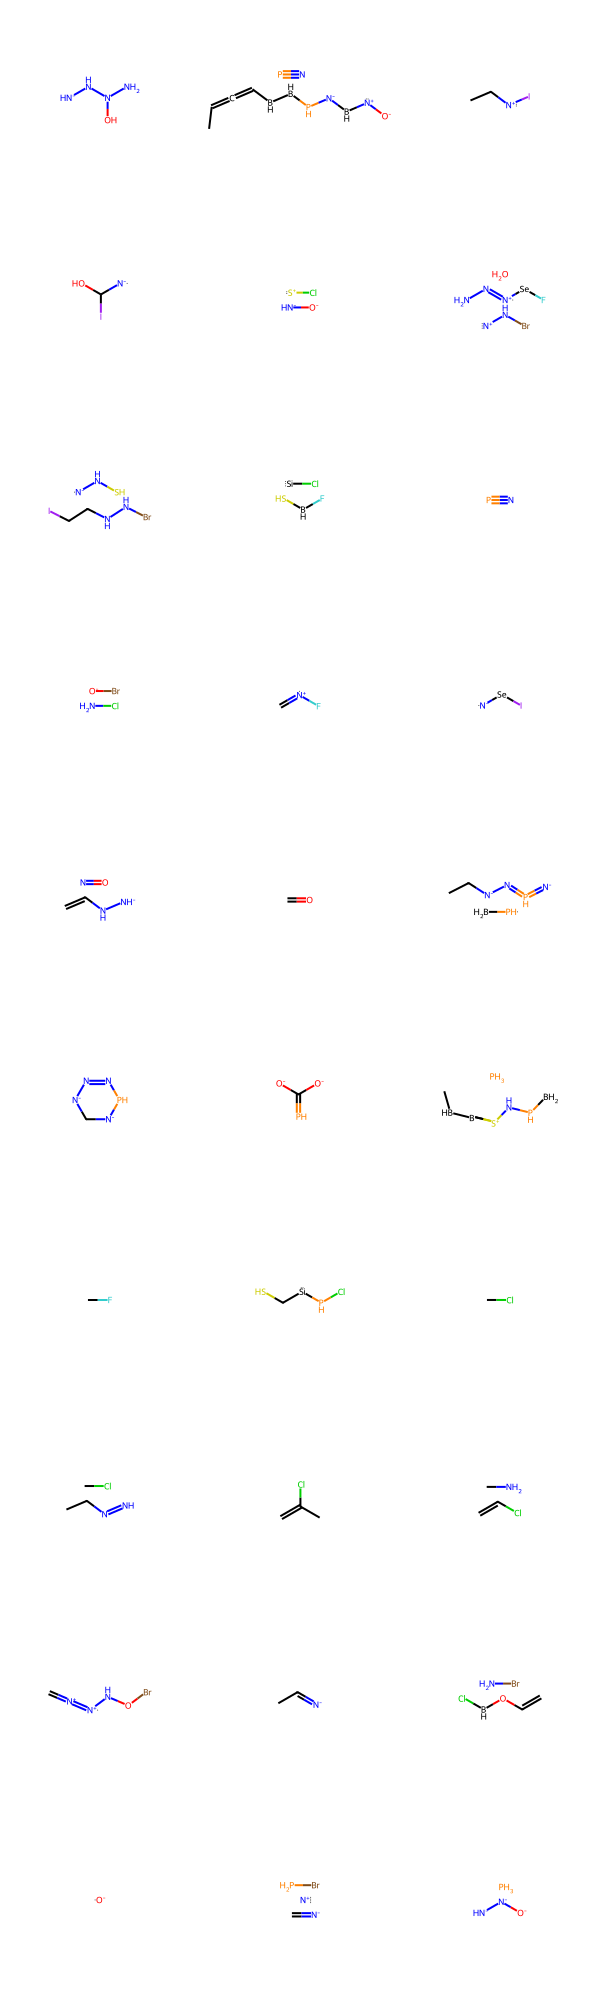 HN NH N NH₂ OH
P N
B H B H P H N⁻ B H N⁺ O⁻
N⁺ I
HO N⁻ I
S⁺ Cl
HN O⁻
H₂O
H₂N N N⁺ Se F
N⁺ N H Br
N N H SH
I N H N H Br
Si Cl
HS B H F
P N
O Br
H₂N Cl
N⁺ F
N Se I
N O
N H NH⁻
O
N⁻ N P H N⁻
H₂B PH
N N N PH N⁻
O⁻ O⁻ PH
PH₃
HB B S N H P H BH₂
F
HS Si P H Cl
Cl
Cl
N NH
Cl
NH₂
Cl
N⁺ N⁺ N H O Br
N⁻
H₂N Br
Cl B H O
O⁻
H₂P Br
N⁺
N⁻
PH₃
HN N⁺ O⁻